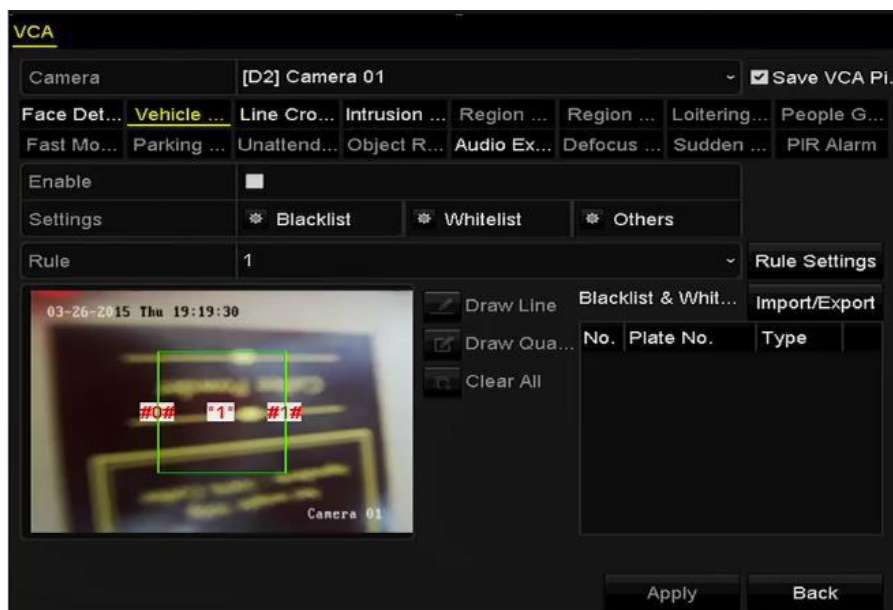 VCA
Camera [D2] Camera 01 Save VCA Pi.
Face Det... Vehicle ... Line Cro... Intrusion ... Region ... Region ... Loitering... People G...
Fast Mo... Parking ... Unattend... Object R... Audio Ex... Defocus ... Sudden ... PIR Alarm
Enable
Settings Blacklist Whitelist Others
Rule 1 Rule Settings
03-26-2015 Thu 19:19:30
#0# *1* #1#
Camera 01
Draw Line
Draw Qua...
Clear All
Blacklist & Whit... Import/Export
No. Plate No. Type
Apply Back